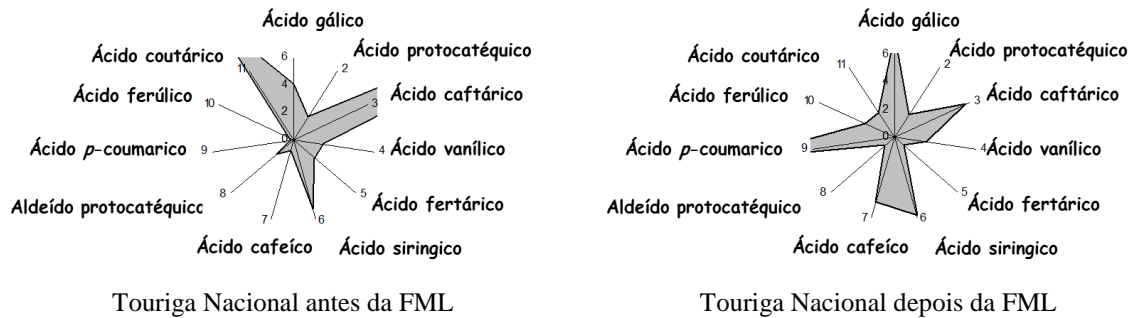 Ácido gálico
Ácido coutárico
Ácido protocatéquico
6
11
2
4
Ácido ferúlico
10
3
Ácido caftárico
2
0
Ácido p-coumarico
9
4
Ácido vanílico
Aldeído protocatéquico
8
5
Ácido fertárico
7
6
Ácido cafeíco
Ácido siringico
Touriga Nacional antes da FML
Ácido gálico
Ácido coutárico
Ácido protocatéquico
6
11
2
4
Ácido ferúlico
10
3
Ácido caftárico
2
0
Ácido p-coumarico
9
4
Ácido vanílico
Aldeído protocatéquico
8
5
Ácido fertárico
7
6
Ácido cafeíco
Ácido siringico
Touriga Nacional depois da FML